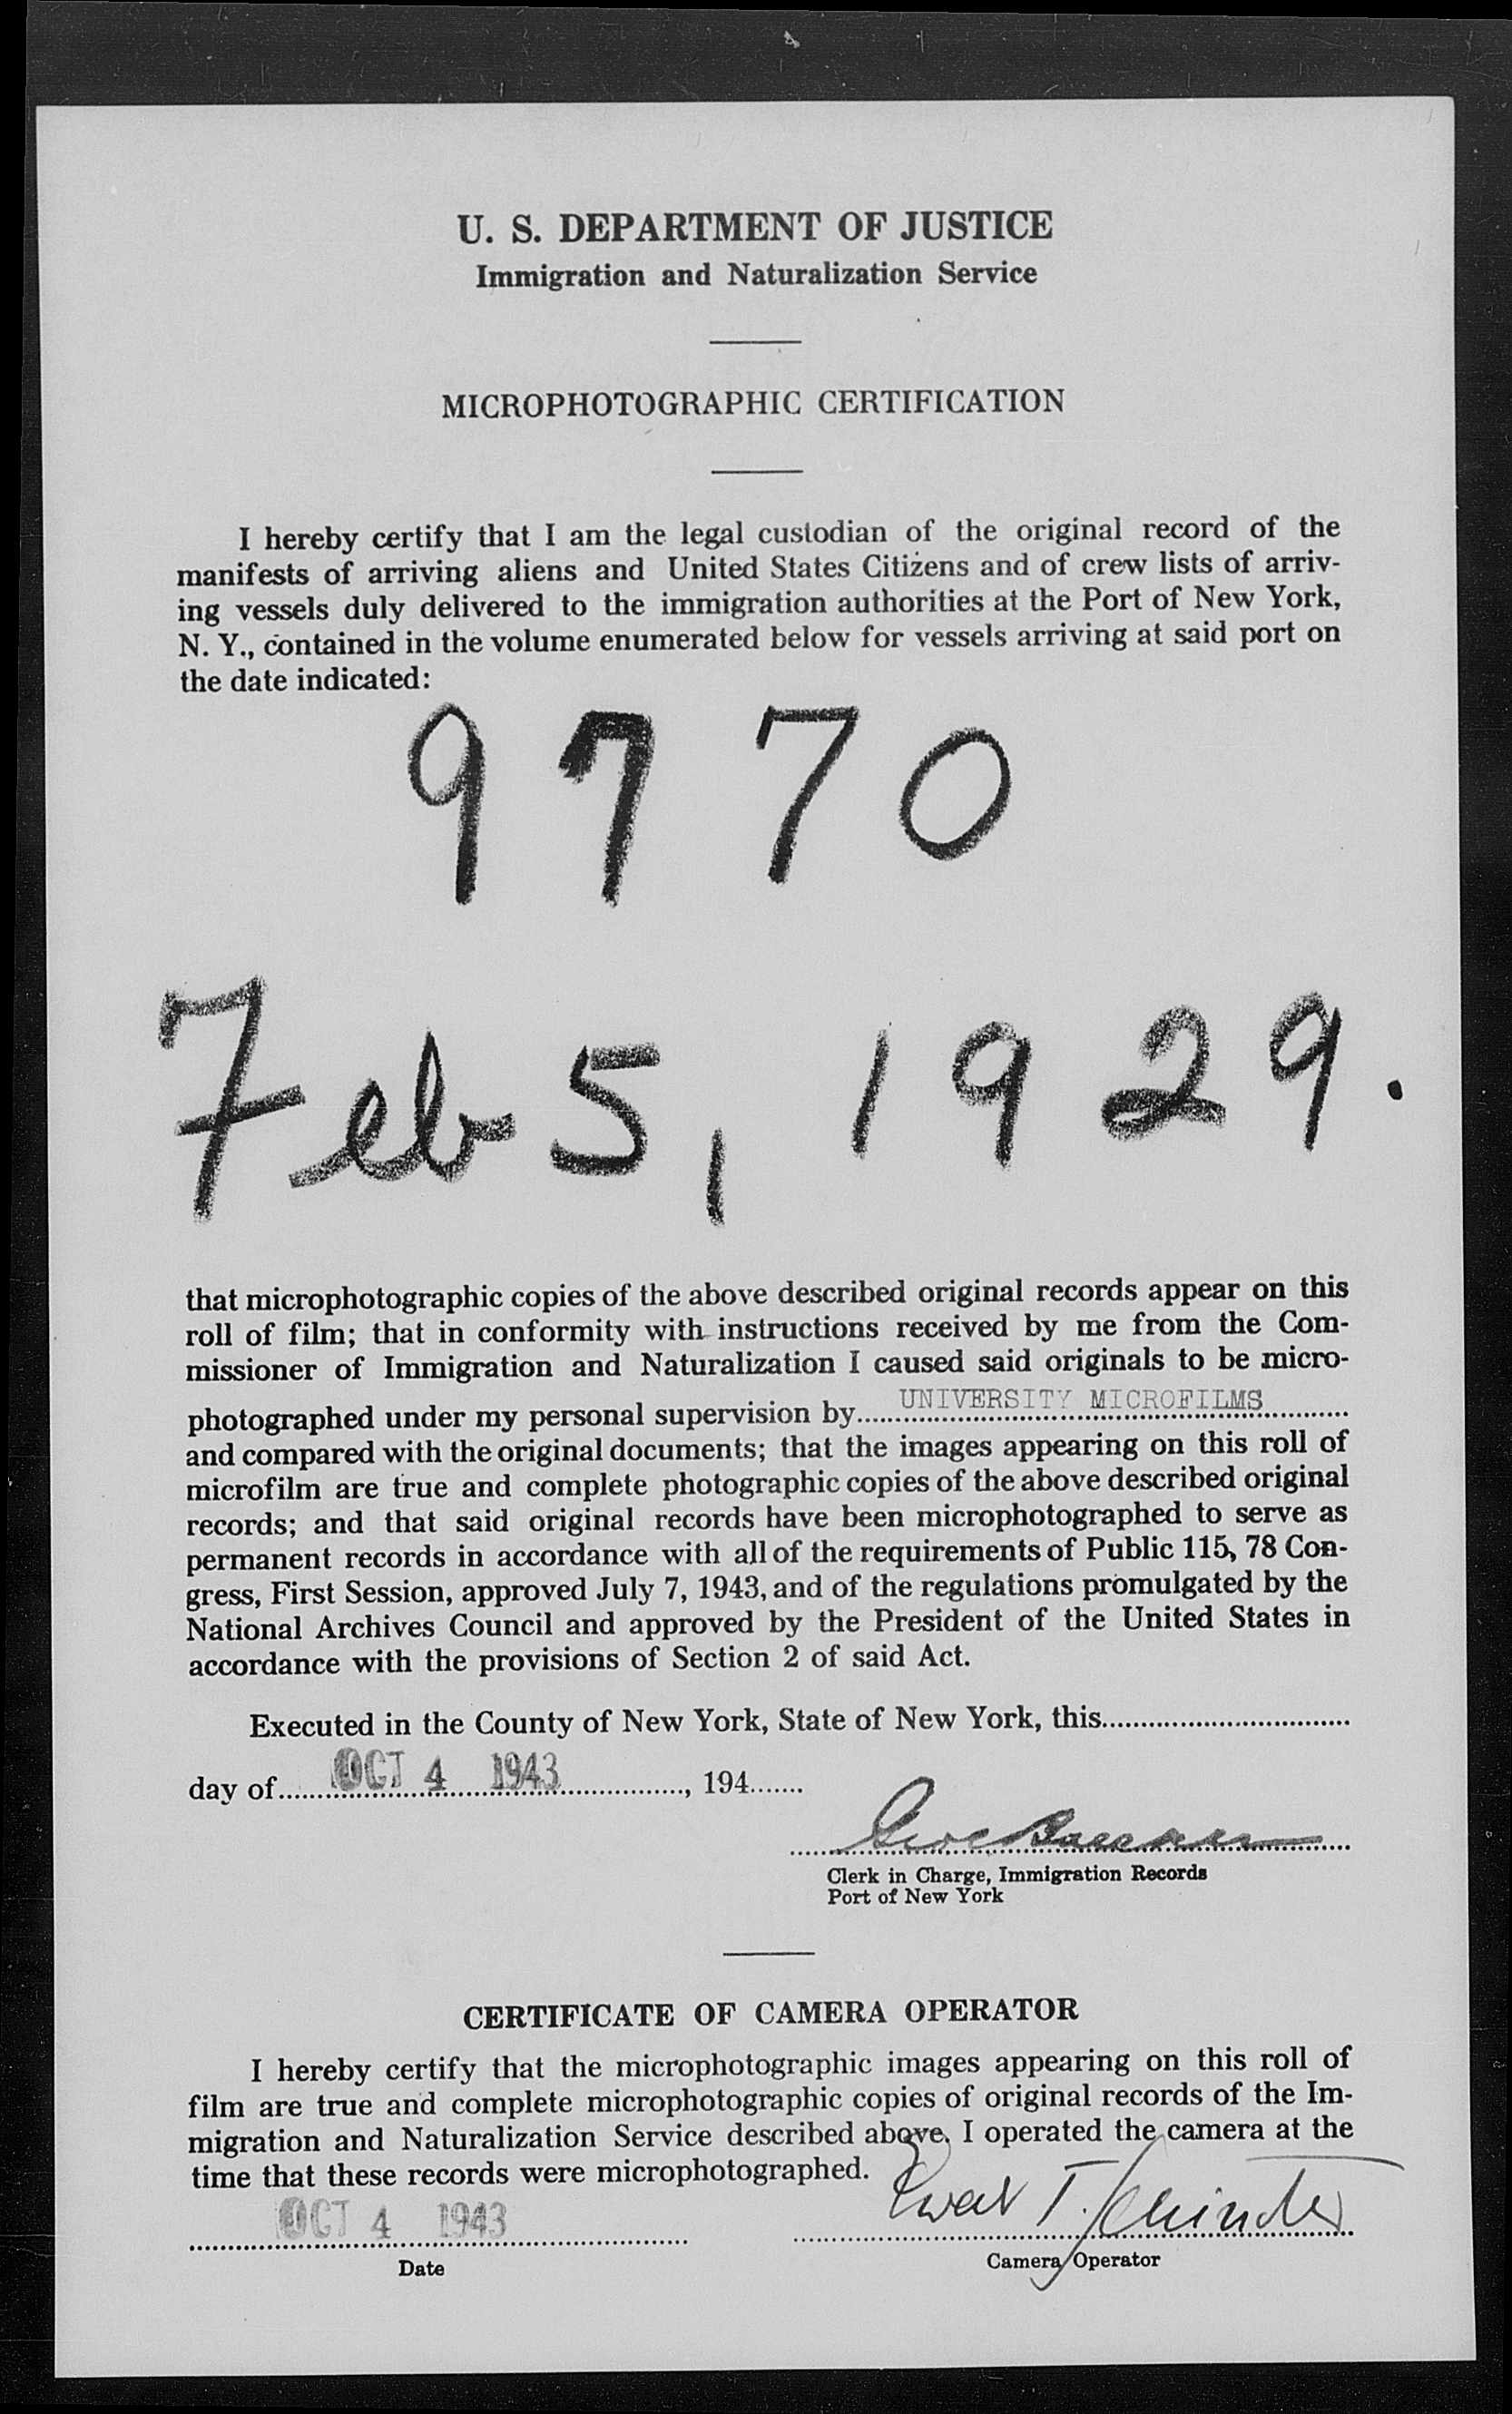 U. S. DEPARTMENT OF JUSTICE
Immigration and Naturalization Service
MICROPHOTOGRAPHIC CERTIFICATION
I hereby certify that I am the legal custodian of the original record of the
manifests of arriving aliens and United States Citizens and of crew lists of arriv-
ing vessels duly delivered to the immigration authorities at the Port of New York,
N. Y., contained in the volume enumerated below for vessels arriving at said port on
the date indicated:
9770
Feb 5, 1929.
that microphotographic copies of the above described original records appear on this
roll of film; that in conformity with instructions received by me from the Com-
missioner of Immigration and Naturalization I caused said originals to be micro-
photographed under my personal supervision by UNIVERSITY MICROFILMS
and compared with the original documents; that the images appearing on this roll of
microfilm are true and complete photographic copies of the above described original
records; and that said original records have been microphotographed to serve as
permanent records in accordance with all of the requirements of Public 115, 78 Con-
gress, First Session, approved July 7, 1943, and of the regulations promulgated by the
National Archives Council and approved by the President of the United States in
accordance with the provisions of Section 2 of said Act.
Executed in the County of New York, State of New York, this
day of OCT 4 1943, 194
Clerk in Charge, Immigration Records
Port of New York
CERTIFICATE OF CAMERA OPERATOR
I hereby certify that the microphotographic images appearing on this roll of
film are true and complete microphotographic copies of original records of the Im-
migration and Naturalization Service described above. I operated the camera at the
time that these records were microphotographed.
OCT 4 1943
Date
Camera Operator